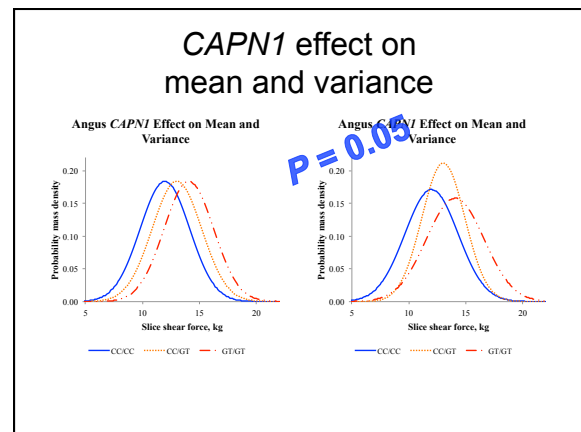 CAPN1 effect on
mean and variance
Angus CAPN1 Effect on Mean and
Variance
Probability mass density
0.20
0.15
0.10
0.05
0.00
5 10 15 20
Slice shear force, kg
CC/CC CC/GT GT/GT
P = 0.05
Angus CAPN1 Effect on Mean and
Variance
Probability mass density
0.20
0.15
0.10
0.05
0.00
5 10 15 20
Slice shear force, kg
CC/CC CC/GT GT/GT